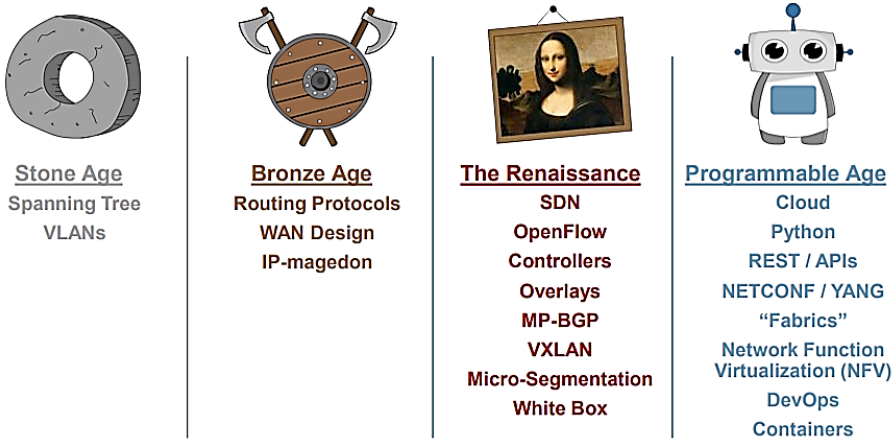 Stone Age
Spanning Tree
VLANs
Bronze Age
Routing Protocols
WAN Design
IP-magedon
The Renaissance
SDN
OpenFlow
Controllers
Overlays
MP-BGP
VXLAN
Micro-Segmentation
White Box
Programmable Age
Cloud
Python
REST / APIs
NETCONF / YANG
“Fabrics”
Network Function
Virtualization (NFV)
DevOps
Containers